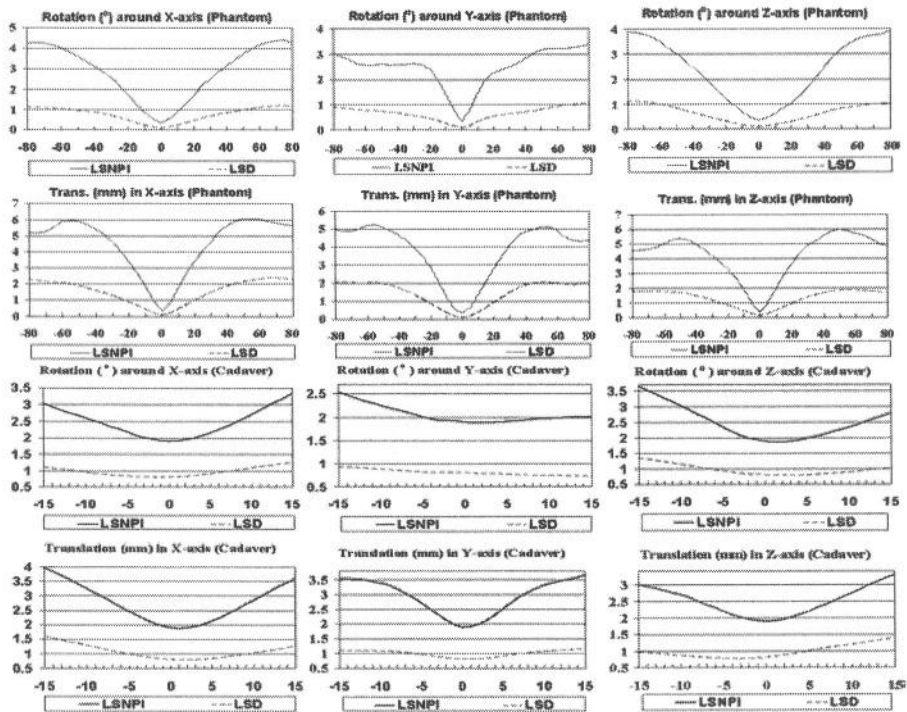 Rotation (°) around X-axis (Phantom)
5
4
3
2
1
0
-80 -60 -40 -20 0 20 40 60 80
LSNPI LSD
Rotation (°) around Y-axis (Phantom)
4
3
2
1
0
-80 -60 -40 -20 0 20 40 60 80
LSNPI LSD
Rotation (°) around Z-axis (Phantom)
4
3
2
1
0
-80 -60 -40 -20 0 20 40 60 80
LSNPI LSD
Trans. (mm) in X-axis (Phantom)
7
6
5
4
3
2
1
0
-80 -60 -40 -20 0 20 40 60 80
LSNPI LSD
Trans. (mm) in Y-axis (Phantom)
6
5
4
3
2
1
0
-80 -60 -40 -20 0 20 40 60 80
LSNPI LSD
Trans. (mm) in Z-axis (Phantom)
7
6
5
4
3
2
1
0
-80 -60 -40 -20 0 20 40 60 80
LSNPI LSD
Rotation (°) around X-axis (Cadaver)
3.5
3
2.5
2
1.5
1
0.5
-15 -10 -5 0 5 10 15
LSNPI LSD
Rotation (°) around Y-axis (Cadaver)
2.5
2
1.5
1
0.5
-15 -10 -5 0 5 10 15
LSNPI LSD
Rotation (°) around Z-axis (Cadaver)
3.5
3
2.5
2
1.5
1
0.5
-15 -10 -5 0 5 10 15
LSNPI LSD
Translation (mm) in X-axis (Cadaver)
4
3.5
3
2.5
2
1.5
1
0.5
-15 -10 -5 0 5 10 15
LSNPI LSD
Translation (mm) in Y-axis (Cadaver)
3.5
3
2.5
2
1.5
1
0.5
-15 -10 -5 0 5 10 15
LSNPI LSD
Translation (mm) in Z-axis (Cadaver)
3
2.5
2
1.5
1
0.5
-15 -10 -5 0 5 10 15
LSNPI LSD